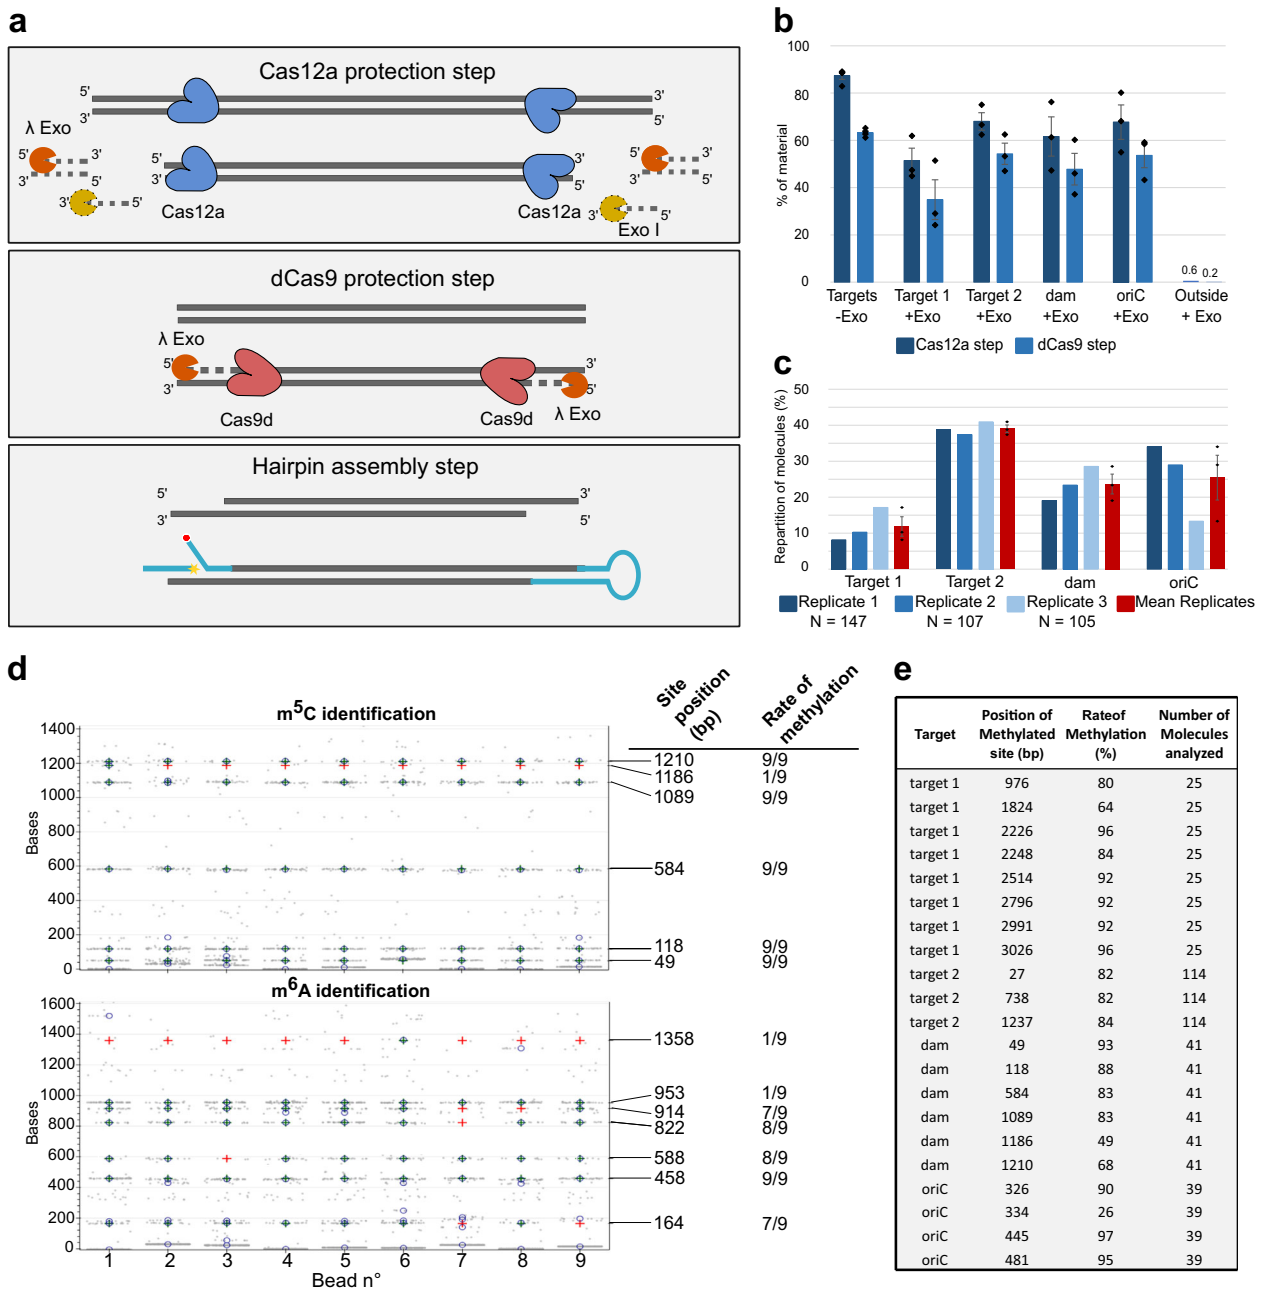 a
Cas12a protection step
5'
3'
3'
5'
λ Exo
5'
3'
3'
5'
3'
5'
5'
3'
Cas12a
3'
5'
Cas12a
5'
3'
3'
5'
3'
5'
Exo I
dCas9 protection step
λ Exo
5'
3'
3'
5'
Cas9d
Cas9d
λ Exo
Hairpin assembly step
5'
3'
3'
5'
b
% of material
100
80
60
40
20
0
0.6 0.2
Targets -Exo
Target 1 +Exo
Target 2 +Exo
dam +Exo
oriC +Exo
Outside + Exo
Cas12a step
dCas9 step
c
Repartition of molecules (%)
50
40
30
20
10
0
Target 1
Target 2
dam
oriC
Replicate 1 N = 147
Replicate 2 N = 107
Replicate 3 N = 105
Mean Replicates
d
m5C identification
Site position (bp)
Rate of methylation
Bases
1400
1200
1000
800
600
400
200
0
1210 9/9
1186 1/9
1089 9/9
584 9/9
118 9/9
49 9/9
m6A identification
Bases
1600
1400
1200
1000
800
600
400
200
0
1358 1/9
953 1/9
914 7/9
822 8/9
588 8/9
458 9/9
164 7/9
1 2 3 4 5 6 7 8 9
Bead n°
e
Target
Position of Methylated site (bp)
Rateof Methylation (%)
Number of Molecules analyzed
target 1 976 80 25
target 1 1824 64 25
target 1 2226 96 25
target 1 2248 84 25
target 1 2514 92 25
target 1 2796 92 25
target 1 2991 92 25
target 1 3026 96 25
target 2 27 82 114
target 2 738 82 114
target 2 1237 84 114
dam 49 93 41
dam 118 88 41
dam 584 83 41
dam 1089 83 41
dam 1186 49 41
dam 1210 68 41
oriC 326 90 39
oriC 334 26 39
oriC 445 97 39
oriC 481 95 39